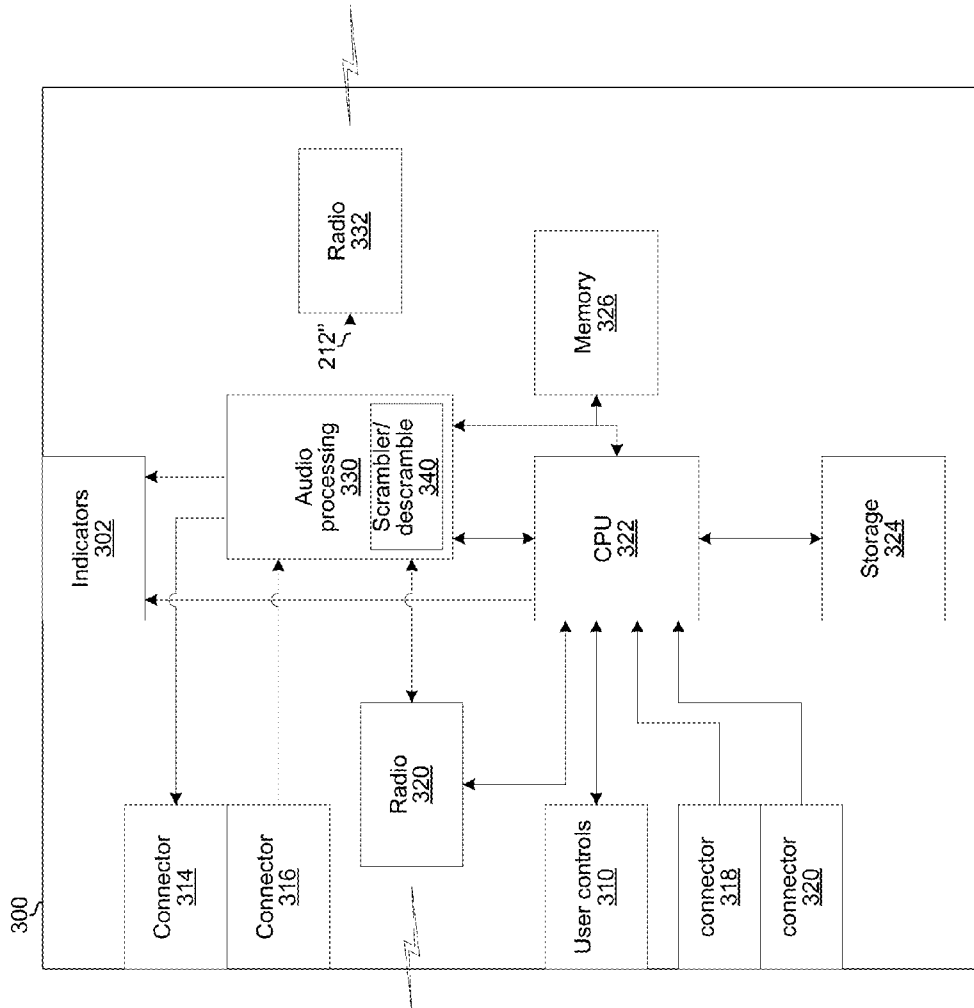 300
Connector
314
Connector
316
Indicators
302
Radio
320
Audio
processing
330
Scrambler/
descramble
340
212"
Radio
332
User controls
310
connector
318
connector
320
CPU
322
Memory
326
Storage
324